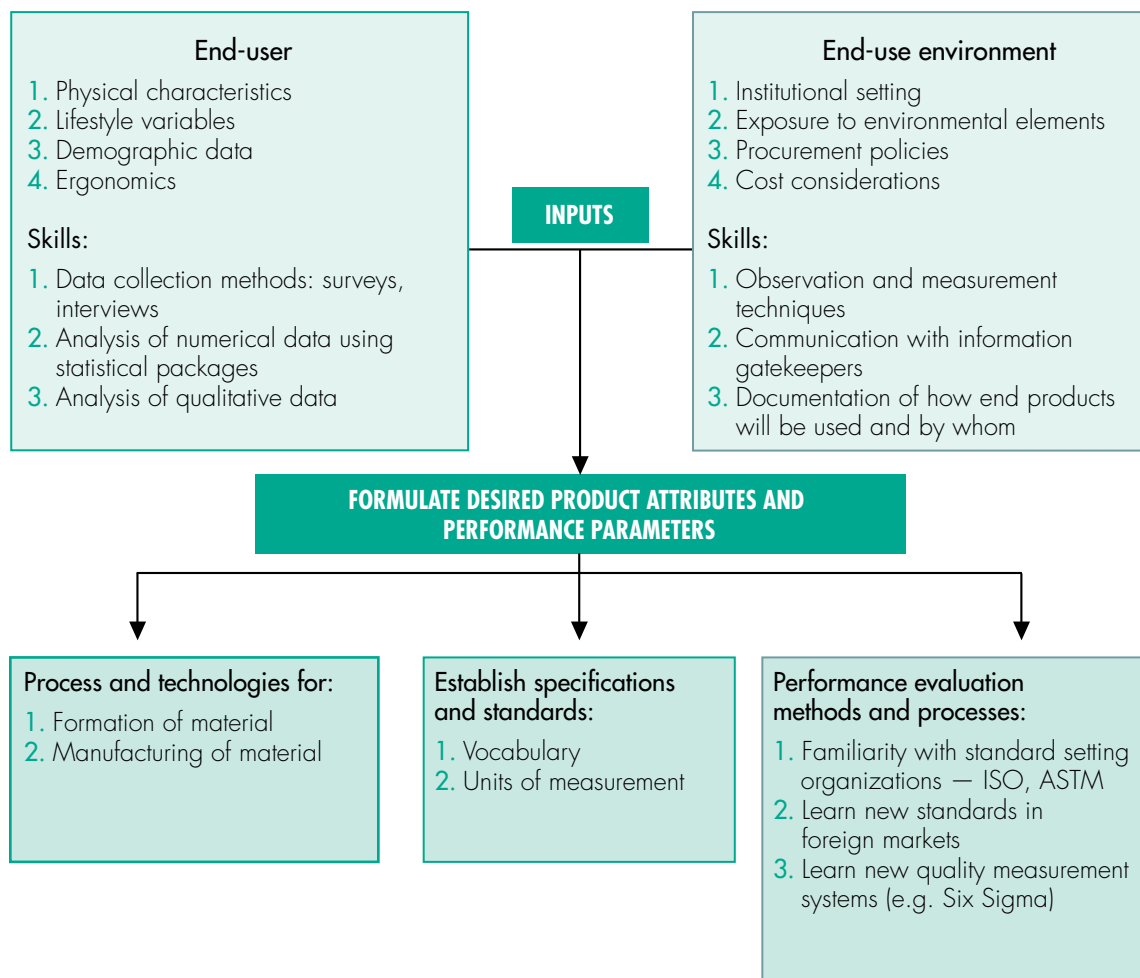 End-user
1. Physical characteristics
2. Lifestyle variables
3. Demographic data
4. Ergonomics
Skills:
1. Data collection methods: surveys,
interviews
2. Analysis of numerical data using
statistical packages
3. Analysis of qualitative data
INPUTS
End-use environment
1. Institutional setting
2. Exposure to environmental elements
3. Procurement policies
4. Cost considerations
Skills:
1. Observation and measurement
techniques
2. Communication with information
gatekeepers
3. Documentation of how end products
will be used and by whom
FORMULATE DESIRED PRODUCT ATTRIBUTES AND
PERFORMANCE PARAMETERS
Process and technologies for:
1. Formation of material
2. Manufacturing of material
Establish specifications
and standards:
1. Vocabulary
2. Units of measurement
Performance evaluation
methods and processes:
1. Familiarity with standard setting
organizations — ISO, ASTM
2. Learn new standards in
foreign markets
3. Learn new quality measurement
systems (e.g. Six Sigma)